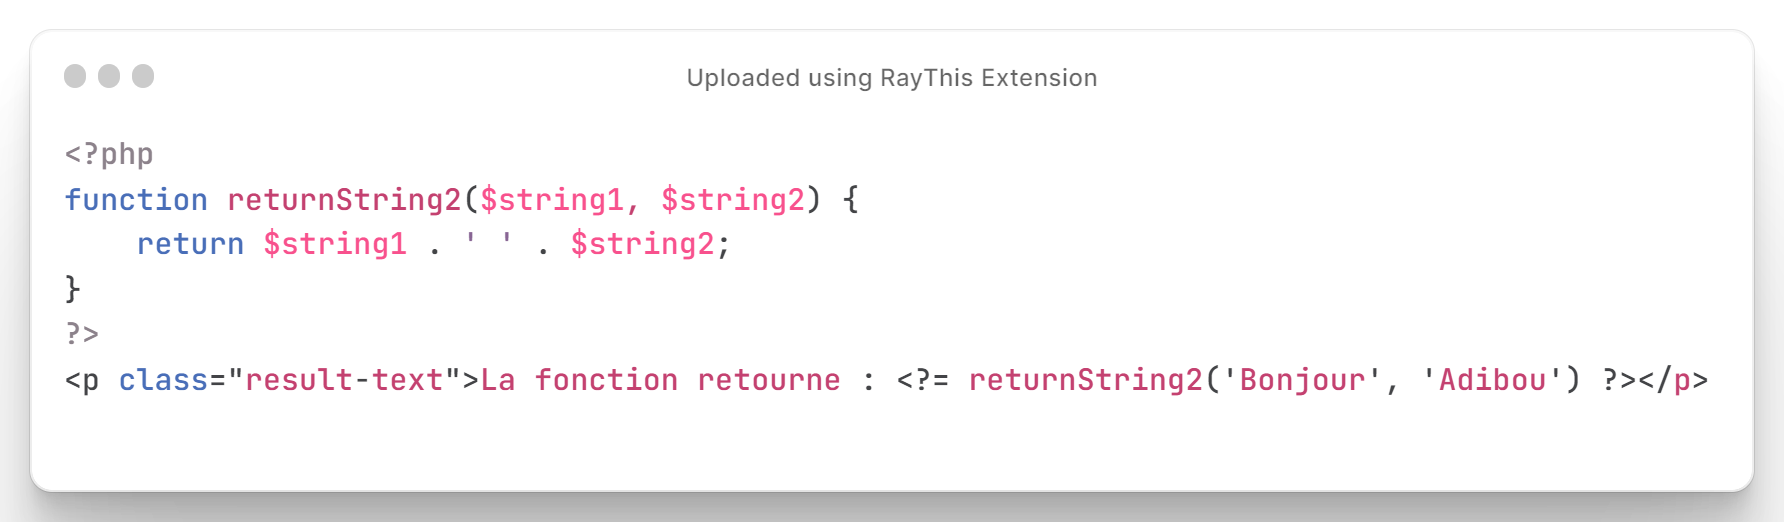 Uploaded using RayThis Extension
<?php
function returnString2($string1, $string2) {
    return $string1 . ' ' . $string2;
}
?>
<p class="result-text">La fonction retourne : <?= returnString2('Bonjour', 'Adibou') ?></p>